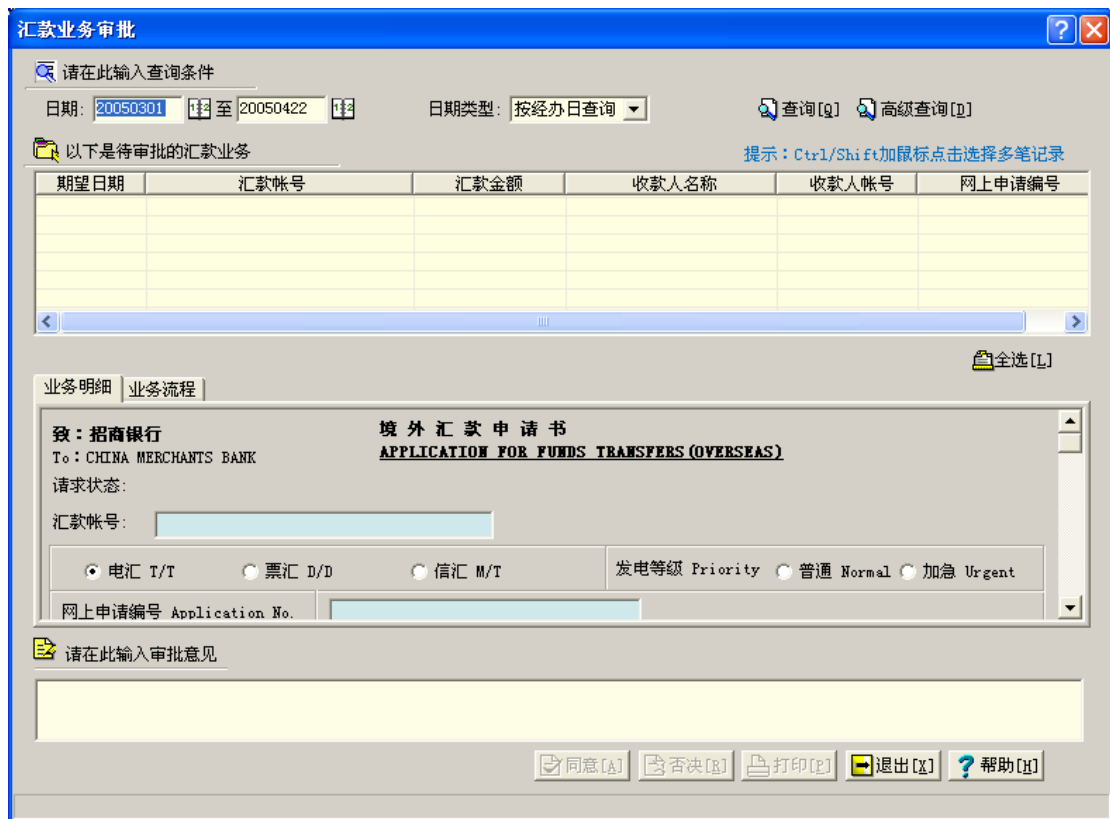 汇款业务审批
请在此输入查询条件
日期: 20050301 至 20050422 日期类型: 按经办日查询 查询[Q] 高级查询[D]
以下是待审批的汇款业务 提示：Ctrl/Shift加鼠标点击选择多笔记录
期望日期 汇款帐号 汇款金额 收款人名称 收款人帐号 网上申请编号
全选[L]
业务明细 业务流程
致：招商银行 境外汇款申请书
To：CHINA MERCHANTS BANK APPLICATION FOR FUNDS TRANSFERS(OVERSEAS)
请求状态:
汇款帐号:
电汇 T/T 票汇 D/D 信汇 M/T 发电等级 Priority 普通 Normal 加急 Urgent
网上申请编号 Application No.
请在此输入审批意见
同意[A] 否决[R] 打印[P] 退出[X] 帮助[H]